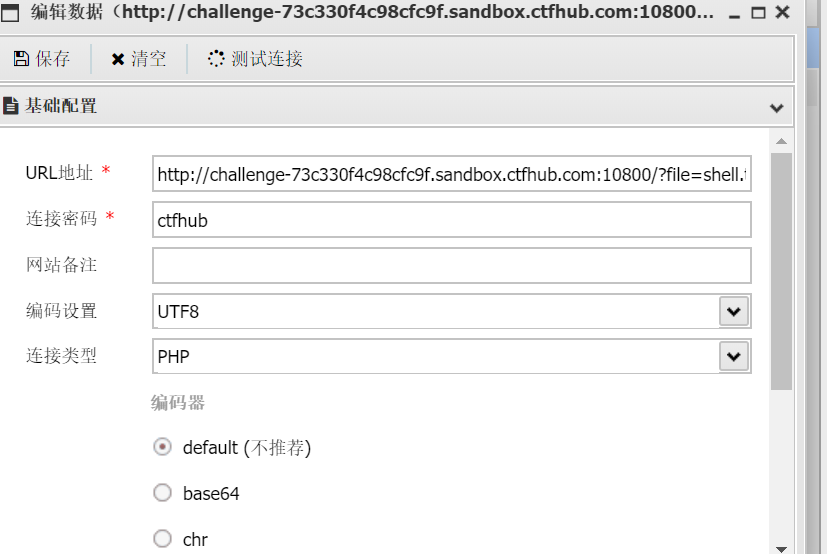 编辑数据（http://challenge-73c330f4c98cfc9f.sandbox.ctfhub.com:10800...
保存 清空 测试连接
基础配置
URL地址 * http://challenge-73c330f4c98cfc9f.sandbox.ctfhub.com:10800/?file=shell.t
连接密码 * ctfhub
网站备注
编码设置 UTF8
连接类型 PHP
编码器
default (不推荐)
base64
chr